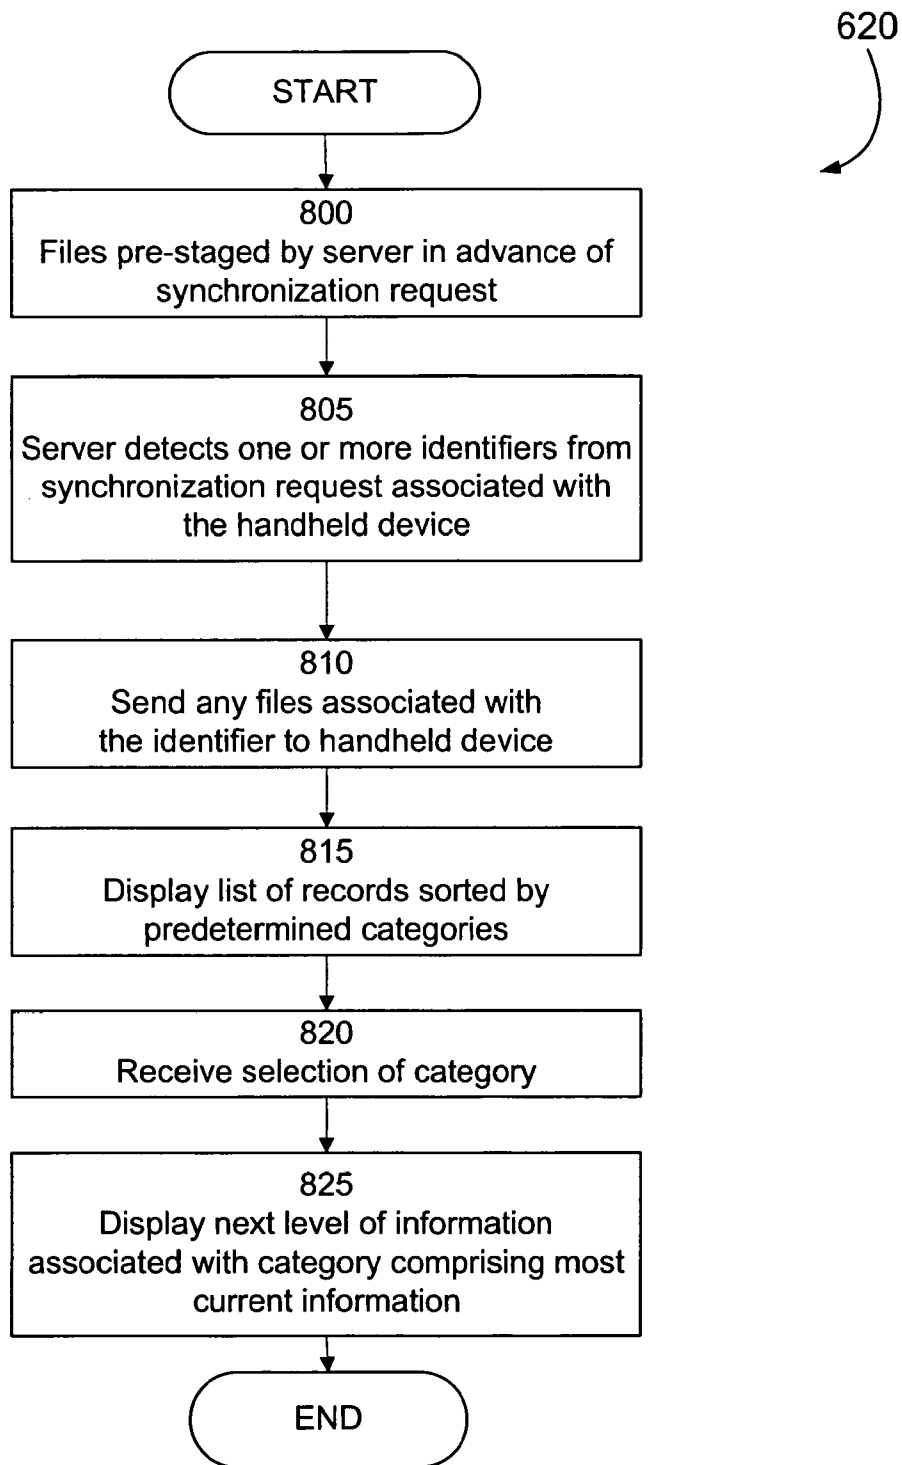 620
START
800
Files pre-staged by server in advance of
synchronization request
805
Server detects one or more identifiers from
synchronization request associated with
the handheld device
810
Send any files associated with
the identifier to handheld device
815
Display list of records sorted by
predetermined categories
820
Receive selection of category
825
Display next level of information
associated with category comprising most
current information
END